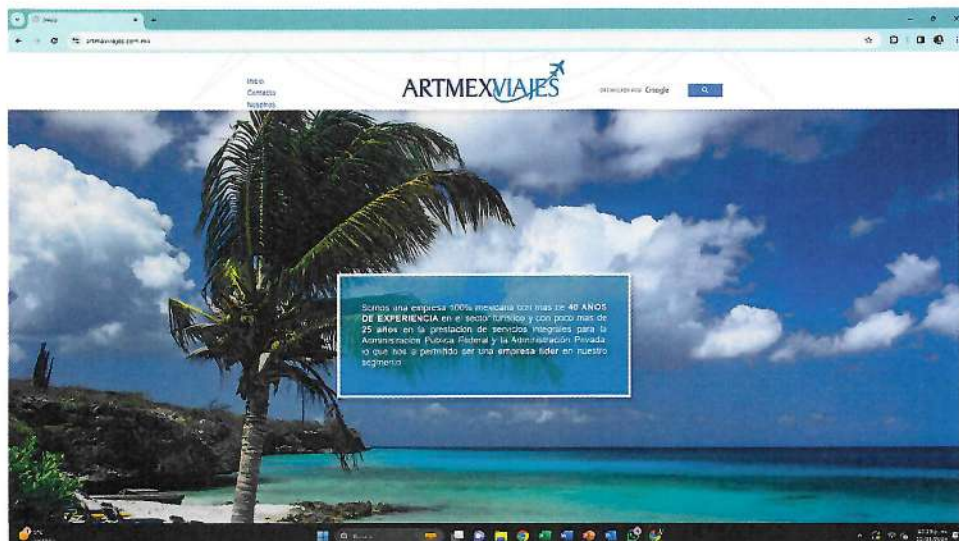 Inicio
artmexviajes.com.mx
Inicio
Contacto
Nosotros
ARTMEXVIAJES
Google
Somos una empresa 100% mexicana con más de 40 AÑOS
DE EXPERIENCIA en el sector turístico y con poco más de
25 años en la prestación de servicios integrales para la
Administración Pública Federal y la Administración Privada
lo que nos a permitido ser una empresa líder en nuestro
segmento